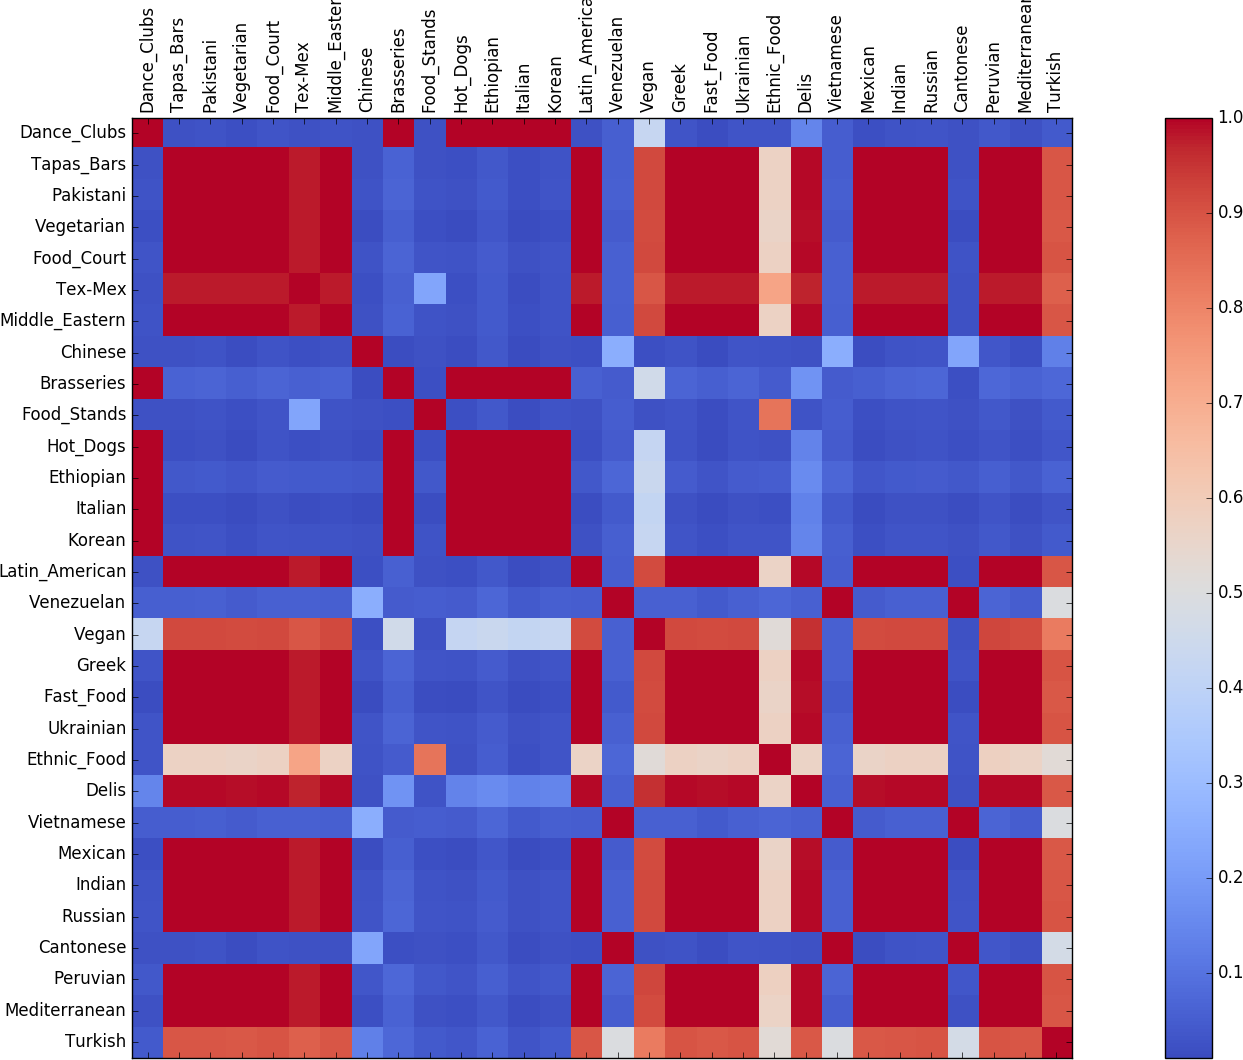 Dance_Clubs
Tapas_Bars
Pakistani
Vegetarian
Food_Court
Tex-Mex
Middle_Easter
Chinese
Brasseries
Food_Stands
Hot_Dogs
Ethiopian
Italian
Korean
Latin_America
Venezuelan
Vegan
Greek
Fast_Food
Ukrainian
Ethnic_Food
Delis
Vietnamese
Mexican
Indian
Russian
Cantonese
Peruvian
Mediterranean
Turkish
Dance_Clubs
Tapas_Bars
Pakistani
Vegetarian
Food_Court
Tex-Mex
Middle_Eastern
Chinese
Brasseries
Food_Stands
Hot_Dogs
Ethiopian
Italian
Korean
Latin_American
Venezuelan
Vegan
Greek
Fast_Food
Ukrainian
Ethnic_Food
Delis
Vietnamese
Mexican
Indian
Russian
Cantonese
Peruvian
Mediterranean
Turkish
1.0
0.9
0.8
0.7
0.6
0.5
0.4
0.3
0.2
0.1